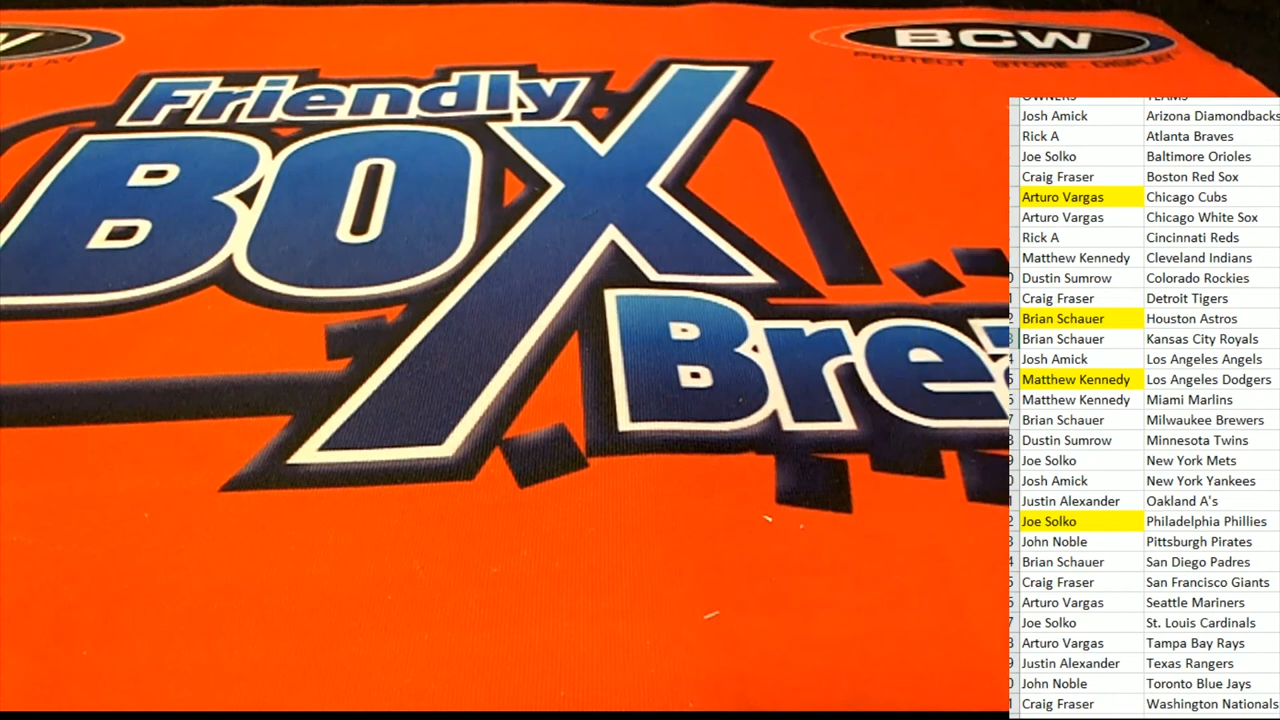 BCW
PROTECT . STORE . DISPLAY
Friendly
BOX
Bre
OWNERS TEAMS
Josh Amick Arizona Diamondbacks
Rick A Atlanta Braves
Joe Solko Baltimore Orioles
Craig Fraser Boston Red Sox
Arturo Vargas Chicago Cubs
Arturo Vargas Chicago White Sox
Rick A Cincinnati Reds
Matthew Kennedy Cleveland Indians
Dustin Sumrow Colorado Rockies
Craig Fraser Detroit Tigers
Brian Schauer Houston Astros
Brian Schauer Kansas City Royals
Josh Amick Los Angeles Angels
Matthew Kennedy Los Angeles Dodgers
Matthew Kennedy Miami Marlins
Brian Schauer Milwaukee Brewers
Dustin Sumrow Minnesota Twins
Joe Solko New York Mets
Josh Amick New York Yankees
Justin Alexander Oakland A's
Joe Solko Philadelphia Phillies
John Noble Pittsburgh Pirates
Brian Schauer San Diego Padres
Craig Fraser San Francisco Giants
Arturo Vargas Seattle Mariners
Joe Solko St. Louis Cardinals
Arturo Vargas Tampa Bay Rays
Justin Alexander Texas Rangers
John Noble Toronto Blue Jays
Craig Fraser Washington Nationals